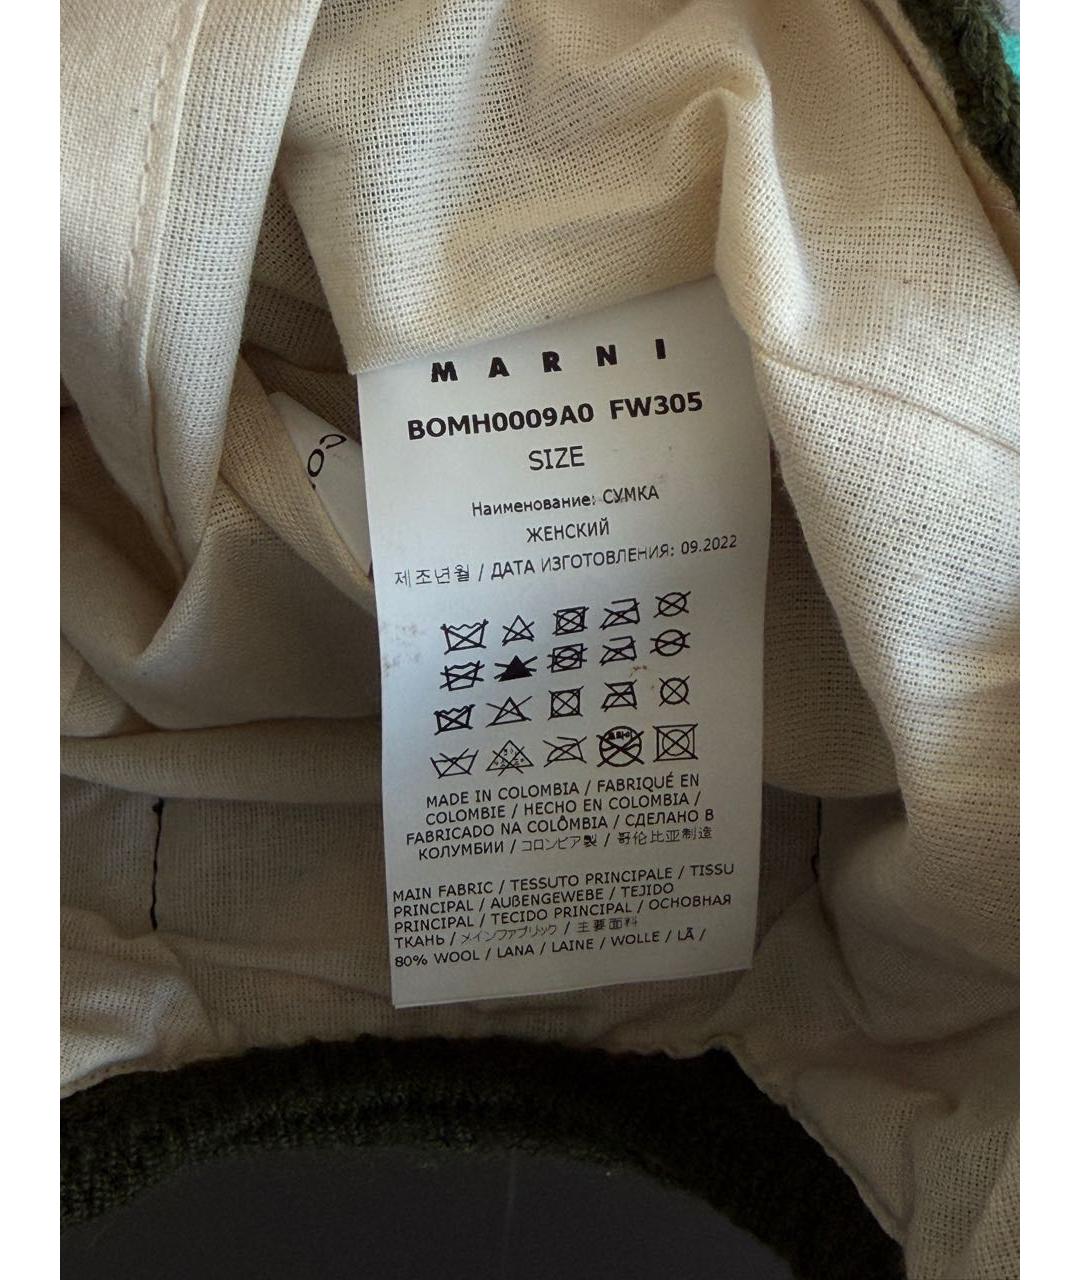 MARNI
BOMH0009A0 FW305
SIZE
Наименование: СУМКА
ЖЕНСКИЙ
제조년월 / ДАТА ИЗГОТОВЛЕНИЯ: 09.2022
MADE IN COLOMBIA / FABRIQUÉ EN
COLOMBIE / HECHO EN COLOMBIA /
FABRICADO NA COLÔMBIA / СДЕЛАНО В
КОЛУМБИИ / コロンビア製 / 哥伦比亚制造
MAIN FABRIC / TESSUTO PRINCIPALE / TISSU
PRINCIPAL / AUßENGEWEBE / TEJIDO
PRINCIPAL / TECIDO PRINCIPAL / ОСНОВНАЯ
ТКАНЬ / メインファブリック / 主要面料
80% WOOL / LANA / LAINE / WOLLE / LÃ /